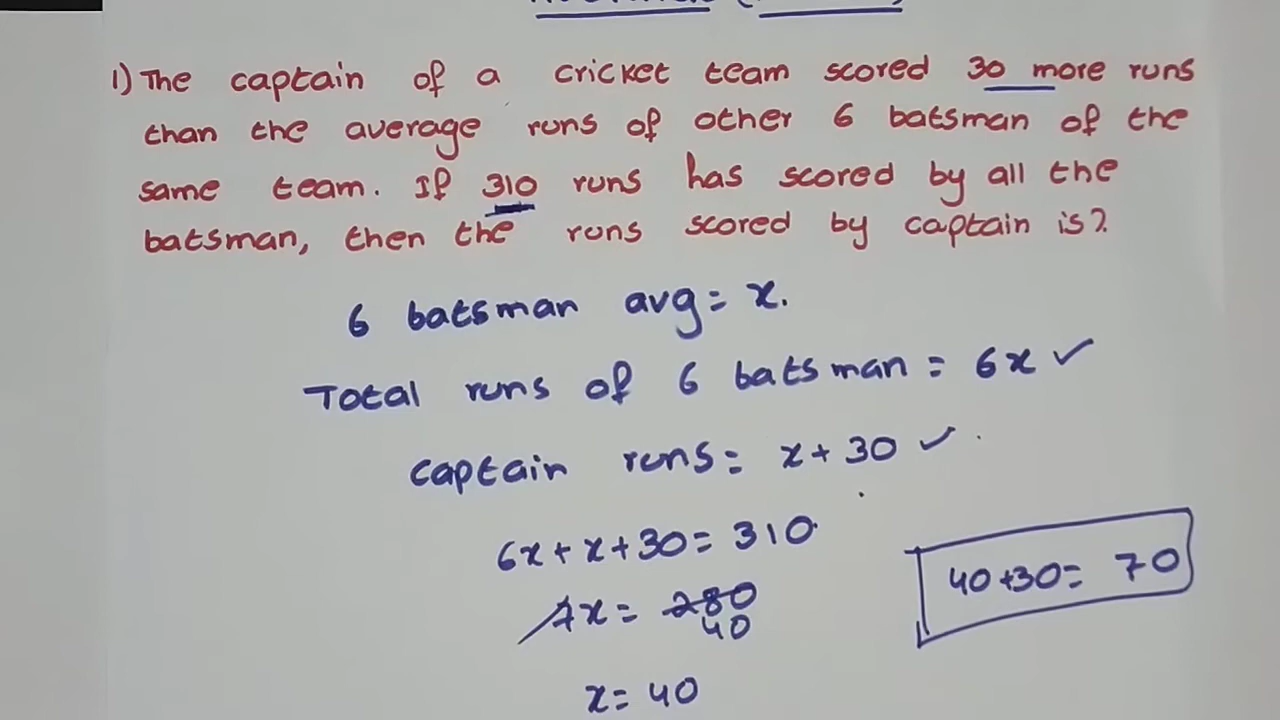 1) The captain of a cricket team scored 30 more runs
than the average runs of other 6 batsman of the
same team. If 310 runs has scored by all the
batsman, then the runs scored by captain is?
6 batsman avg = x.
Total runs of 6 batsman = 6x ✓
captain runs = x + 30 ✓
6x + x + 30 = 310
7x = 280
40
x = 40
40 + 30 = 70